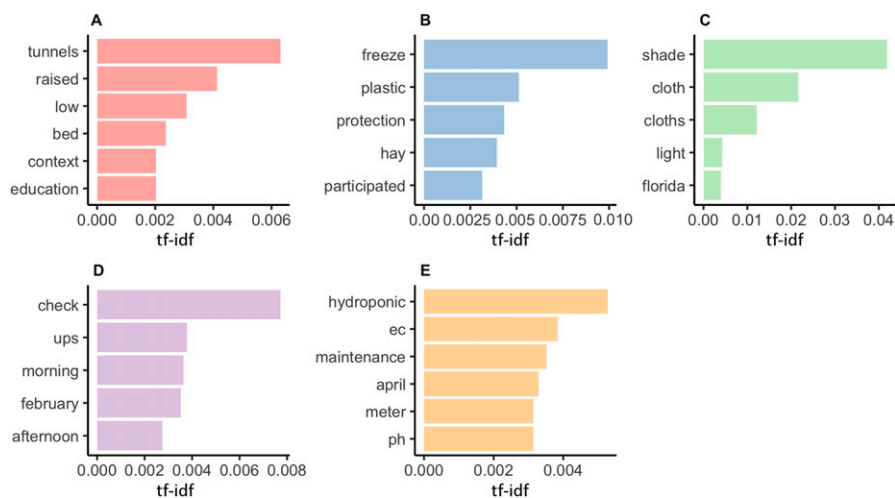 A
tunnels
raised
low
bed
context
education
0.000 0.002 0.004 0.006
tf-idf
B
freeze
plastic
protection
hay
participated
0.000 0.0025 0.005 0.0075 0.010
tf-idf
C
shade
cloth
cloths
light
florida
0.00 0.01 0.02 0.03 0.04
tf-idf
D
check
ups
morning
february
afternoon
0.000 0.002 0.004 0.006 0.008
tf-idf
E
hydroponic
ec
maintenance
april
meter
ph
0.000 0.002 0.004
tf-idf